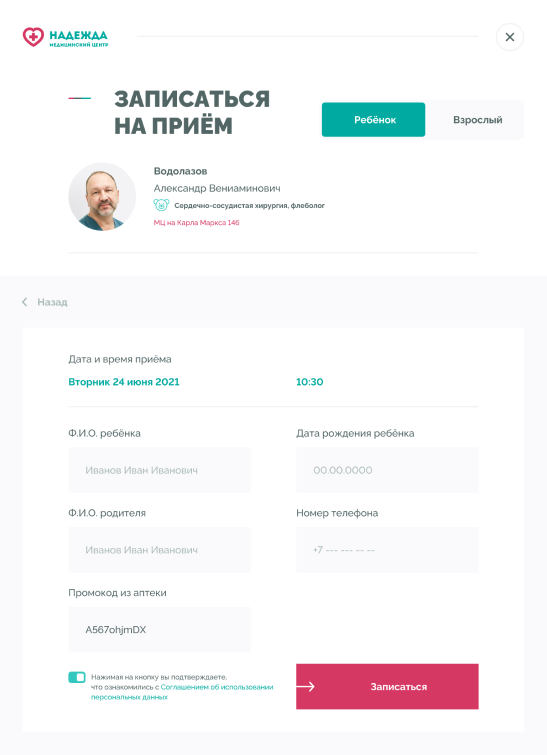 НАДЕЖДА
МЕДИЦИНСКИЙ ЦЕНТР
ЗАПИСАТЬСЯ
НА ПРИЁМ
Ребёнок
Взрослый
Водолазов
Александр Вениаминович
Сердечно-сосудистая хирургия, флеболог
МЦ на Карла Маркса 146
Назад
Дата и время приёма
Вторник 24 июня 2021
10:30
Ф.И.О. ребёнка
Дата рождения ребёнка
Иванов Иван Иванович
00.00.0000
Ф.И.О. родителя
Номер телефона
Иванов Иван Иванович
+7 --- --- -- --
Промокод из аптеки
A567ohjmDX
Нажимая на кнопку вы подтверждаете,
что ознакомились с Соглашением об использовании
персональных данных
Записаться